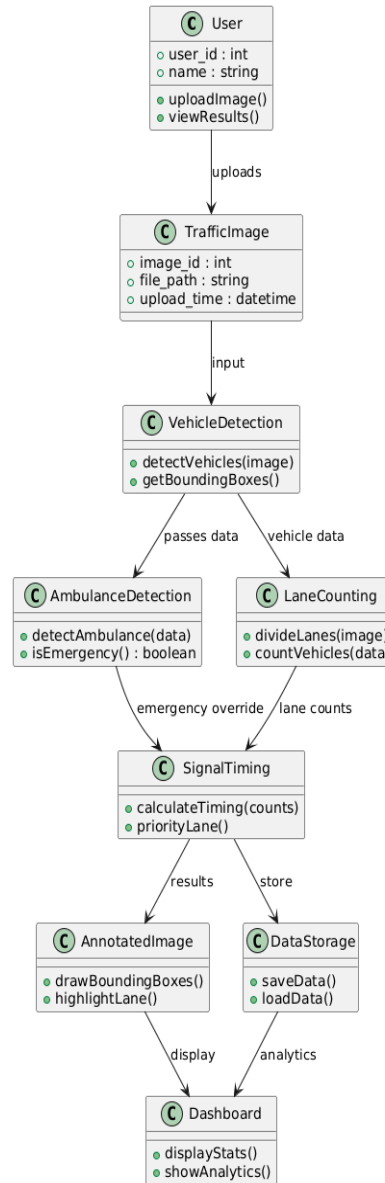 C User
user_id : int
name : string
uploadImage()
viewResults()
uploads
C TrafficImage
image_id : int
file_path : string
upload_time : datetime
input
C VehicleDetection
detectVehicles(image)
getBoundingBoxes()
passes data
vehicle data
C AmbulanceDetection
detectAmbulance(data)
isEmergency() : boolean
C LaneCounting
divideLanes(image)
countVehicles(data
emergency override
lane counts
C SignalTiming
calculateTiming(counts)
priorityLane()
results
store
C AnnotatedImage
drawBoundingBoxes()
highlightLane()
C DataStorage
saveData()
loadData()
display
analytics
C Dashboard
displayStats()
showAnalytics()